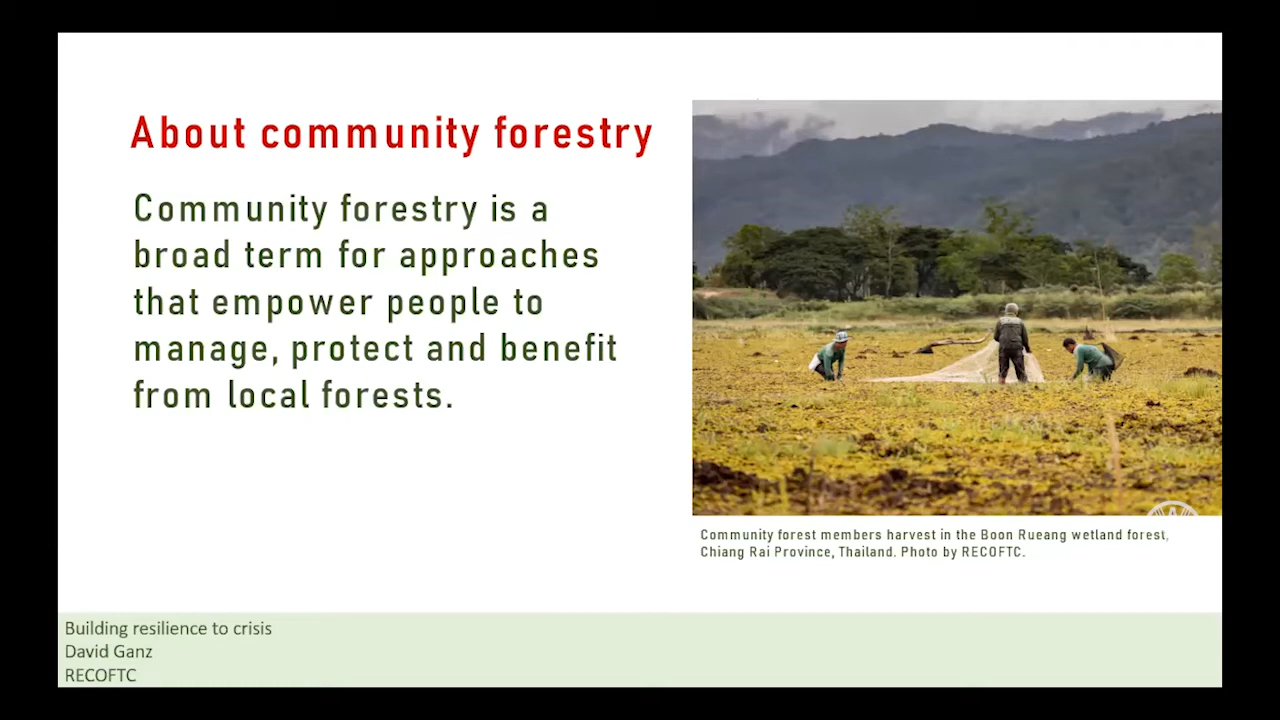 About community forestry
Community forestry is a
broad term for approaches
that empower people to
manage, protect and benefit
from local forests.
Community forest members harvest in the Boon Rueang wetland forest,
Chiang Rai Province, Thailand. Photo by RECOFTC.
Building resilience to crisis
David Ganz
RECOFTC